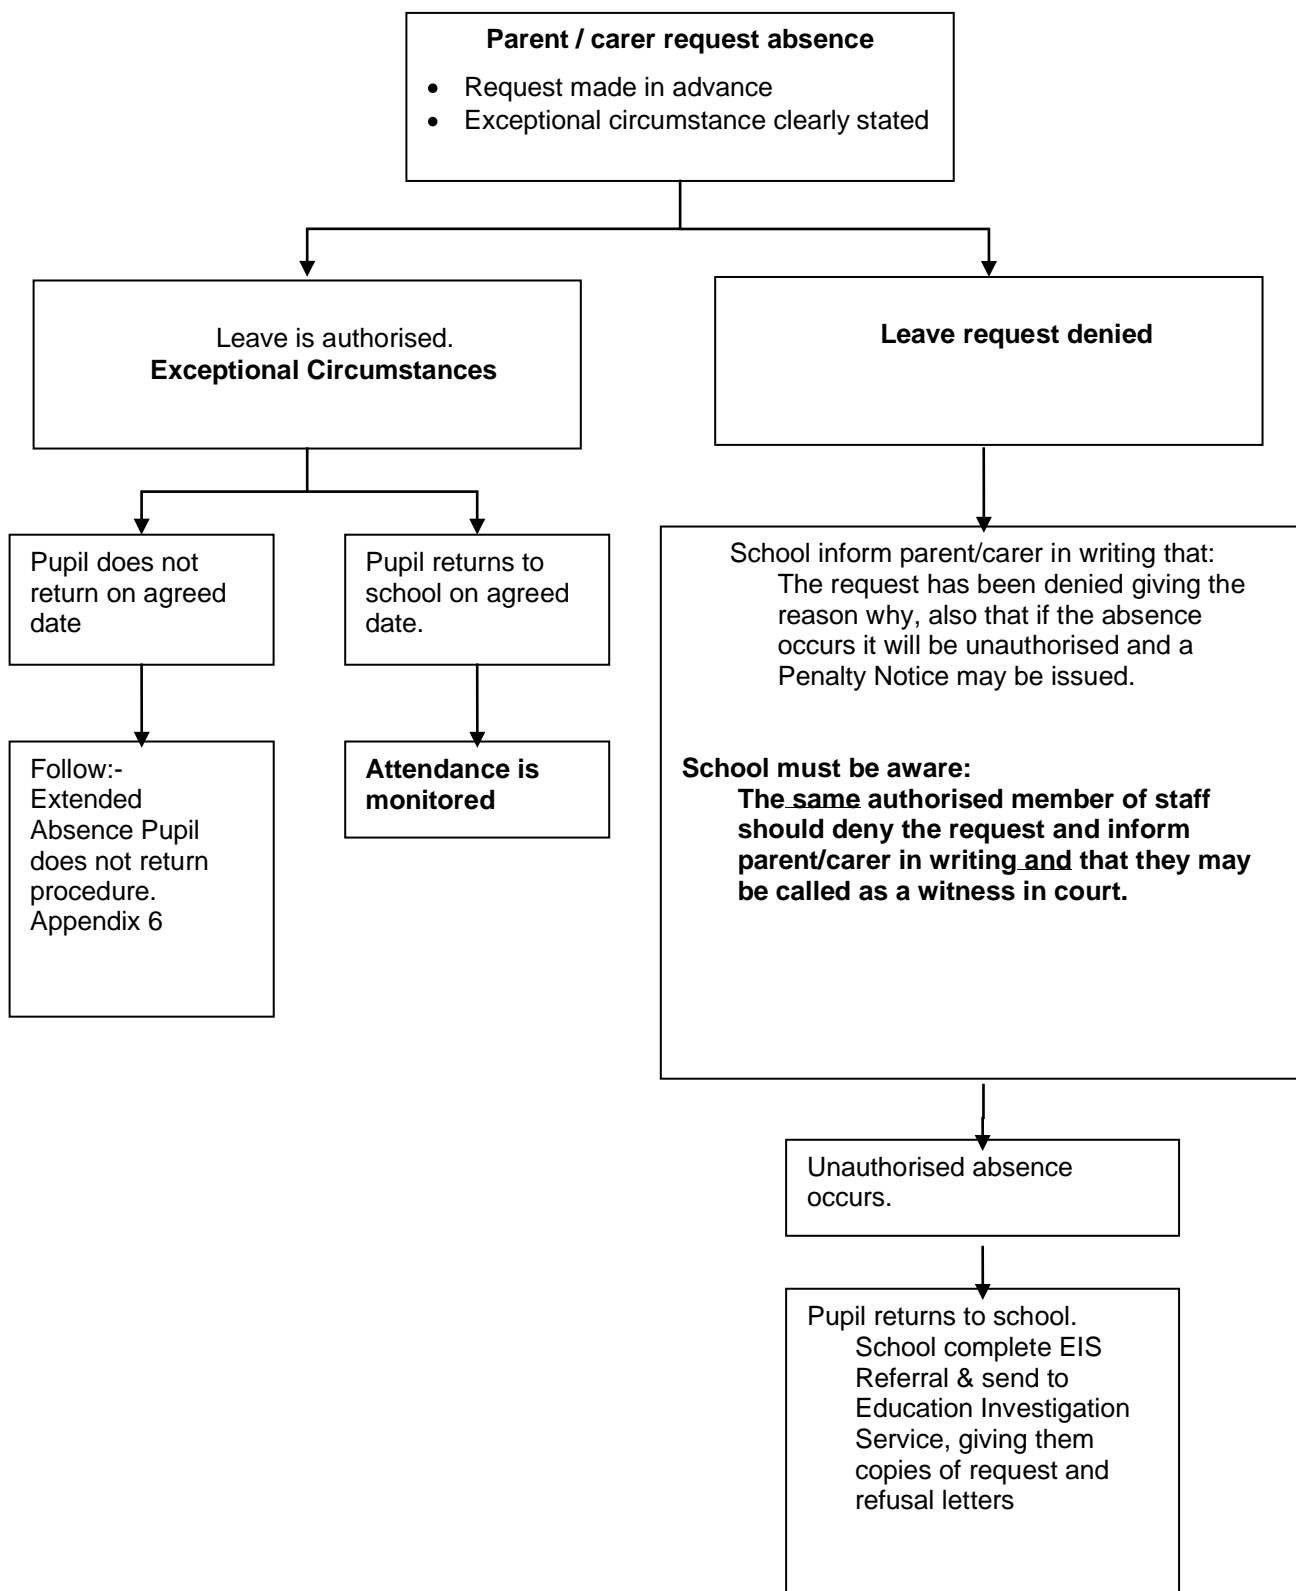 Parent / carer request absence
• Request made in advance
• Exceptional circumstance clearly stated
Leave is authorised.
Exceptional Circumstances
Leave request denied
Pupil does not
return on agreed
date
Pupil returns to
school on agreed
date.
School inform parent/carer in writing that:
The request has been denied giving the
reason why, also that if the absence
occurs it will be unauthorised and a
Penalty Notice may be issued.
School must be aware:
The same authorised member of staff
should deny the request and inform
parent/carer in writing and that they may
be called as a witness in court.
Follow:-
Extended
Absence Pupil
does not return
procedure.
Appendix 6
Attendance is
monitored
Unauthorised absence
occurs.
Pupil returns to school.
School complete EIS
Referral & send to
Education Investigation
Service, giving them
copies of request and
refusal letters